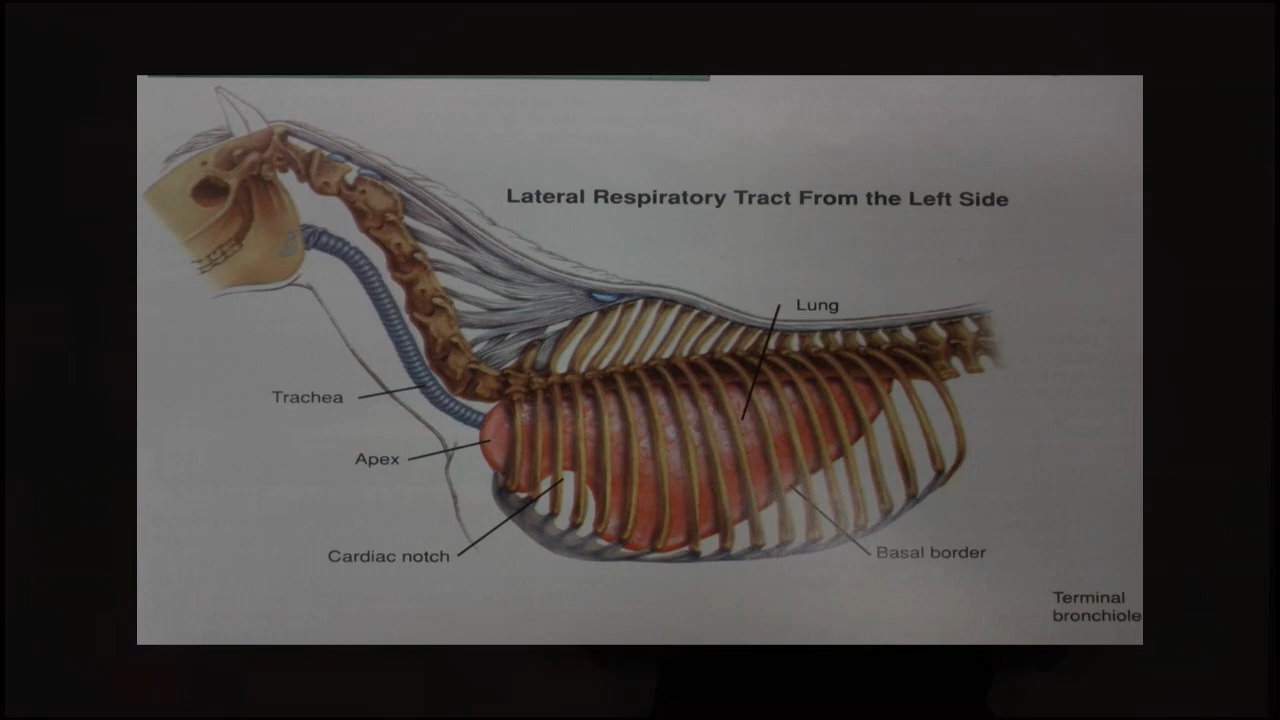 Lateral Respiratory Tract From the Left Side
Lung
Trachea
Apex
Cardiac notch
Basal border
Terminal
bronchiole